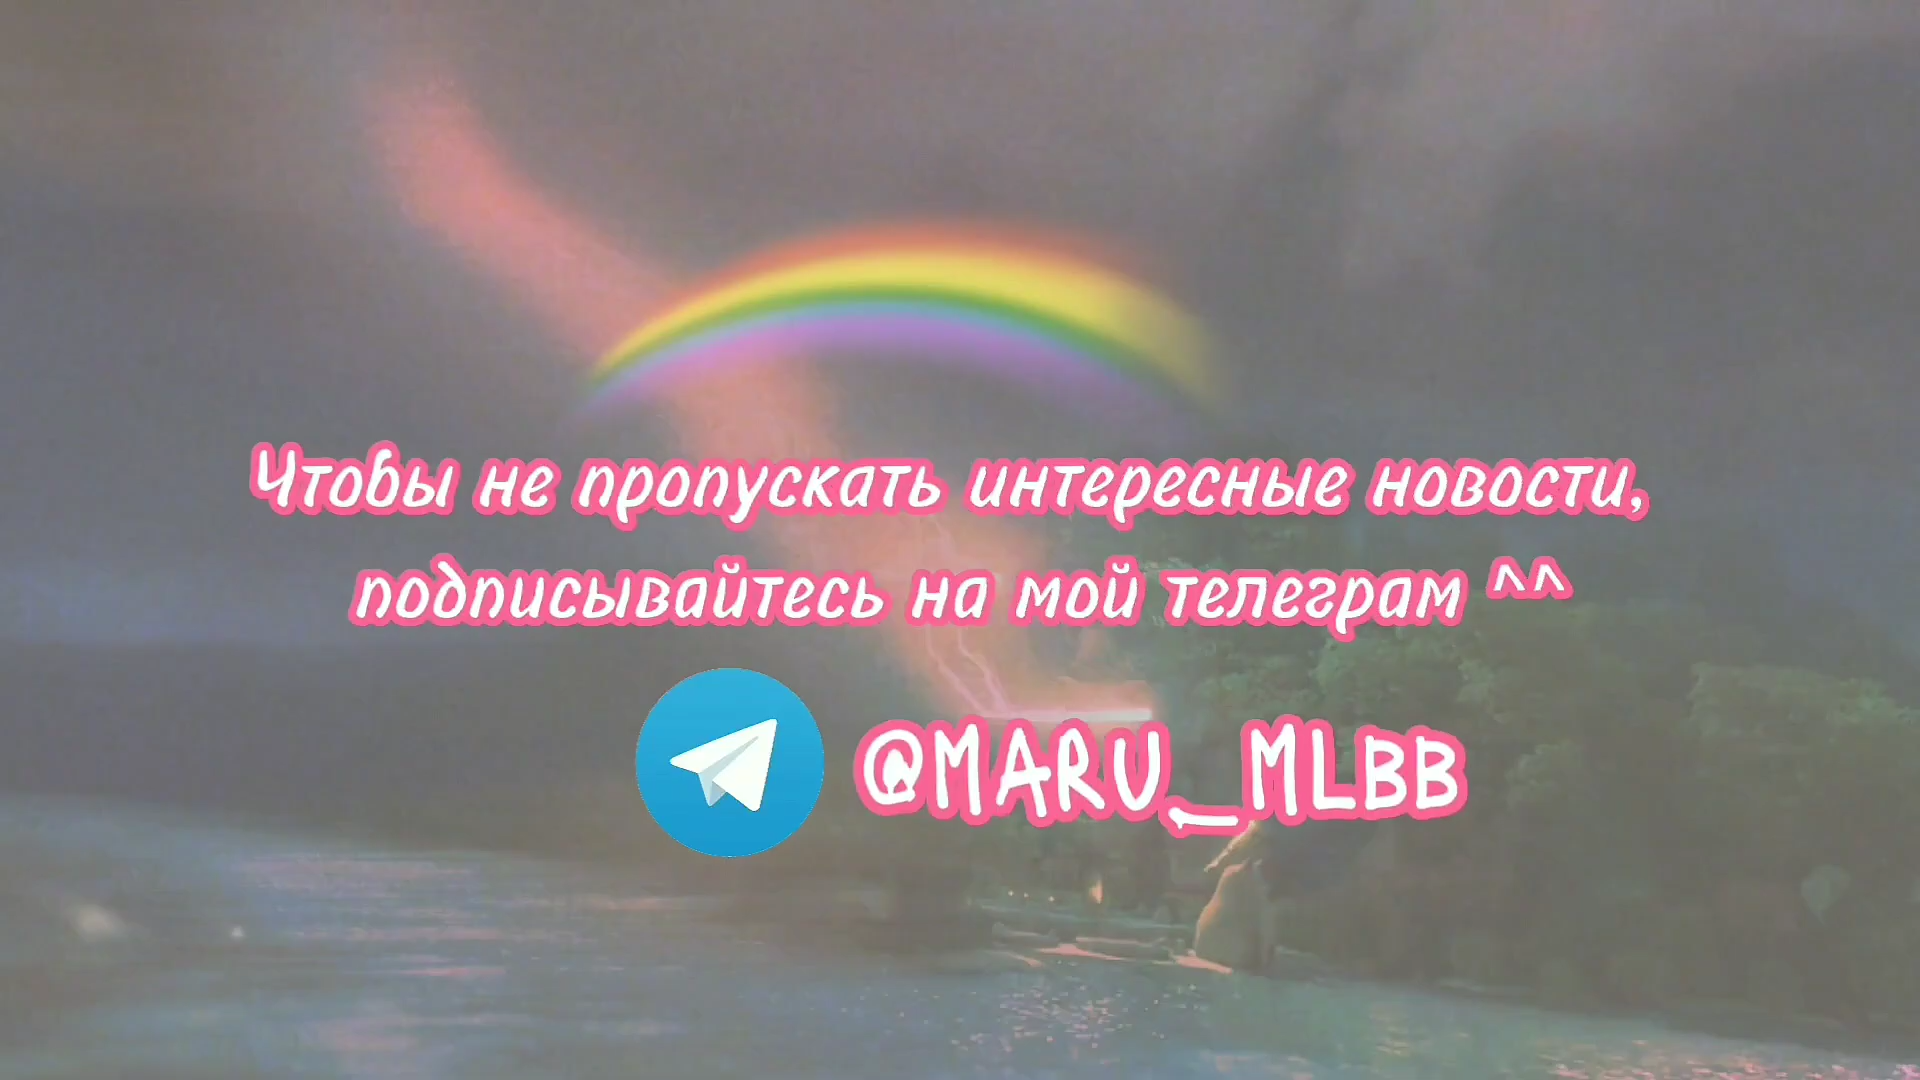 Чтобы не пропускать интересные новости,
подписывайтесь на мой телеграм ^^
@MARU_MLBB